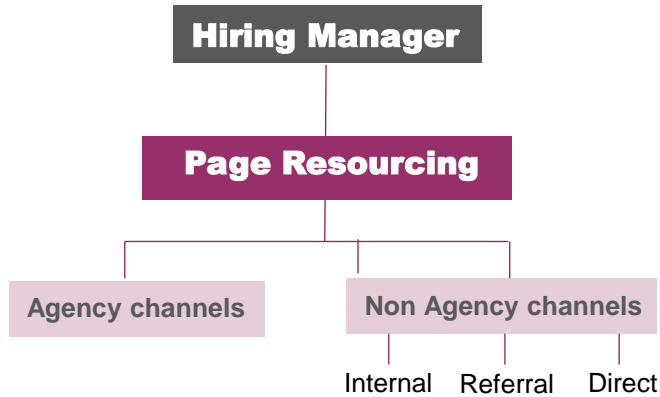 Hiring Manager
Page Resourcing
Agency channels
Non Agency channels
Internal
Referral
Direct